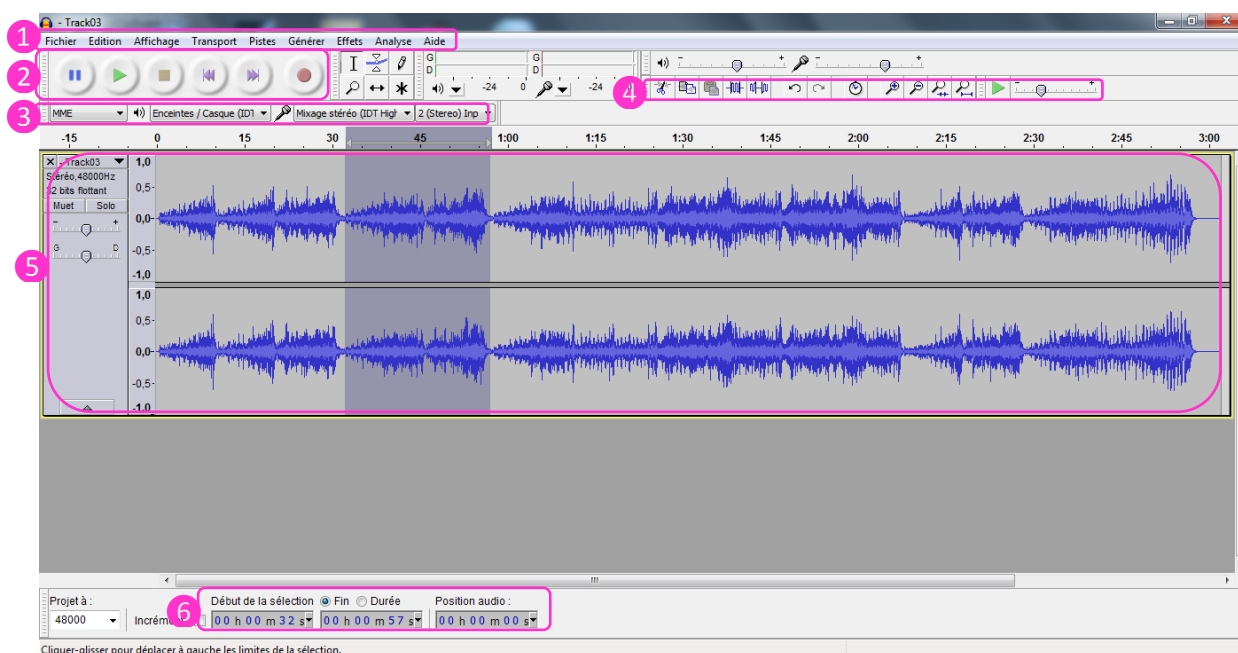 - Track03
1
Fichier Edition Affichage Transport Pistes Générer Effets Analyse Aide
2
G G
D D
-24 0 -24
4
3
MME Enceintes / Casque (IDT Mixage stéréo (IDT High 2 (Stereo) Inp
-15 0 15 30 45 1:00 1:15 1:30 1:45 2:00 2:15 2:30 2:45 3:00
- Track03
Stéréo,48000Hz
32 bits flottant
Muet Solo
- +
G D
1,0
0,5-
0,0-
-0,5-
-1,0
5
1,0
0,5-
0,0-
-0,5-
-1,0
Projet à : Début de la sélection Fin Durée Position audio :
6
48000 00 h 00 m 32 s 00 h 00 m 57 s 00 h 00 m 00 s
Cliquer-glisser pour déplacer à gauche les limites de la sélection.